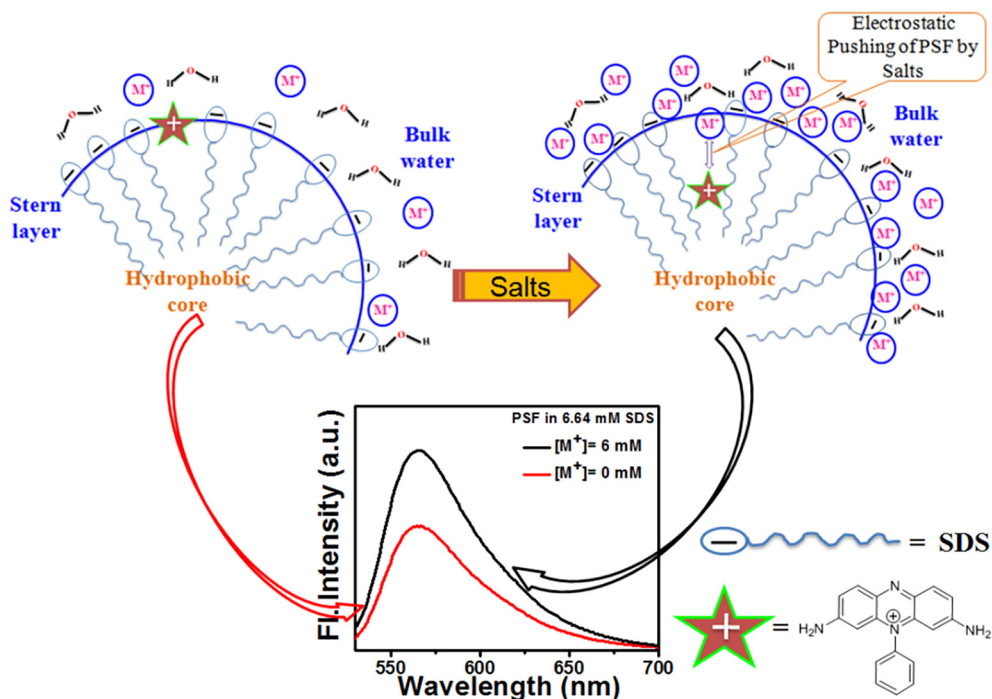 Electrostatic
Pushing of PSF by
Salts
H O H
M⁺
M⁺
H O H
H O H
+
Bulk
water
H O H
M⁺
Stern
layer
Hydrophobic
core
H O H
M⁺
H O H
Salts
M⁺
M⁺
H O H
M⁺
M⁺
M⁺
H O H
M⁺
M⁺
M⁺
M⁺
M⁺
H O H
Bulk
water
+
H O H
M⁺
M⁺
Stern
layer
M⁺
H O H
Hydrophobic
core
M⁺
M⁺
H O H
M⁺
PSF in 6.64 mM SDS
[M⁺]= 6 mM
[M⁺]= 0 mM
Fl. Intensity (a.u.)
550 600 650 700
Wavelength (nm)
= SDS
+ =
N
H₂N N⁺ NH₂